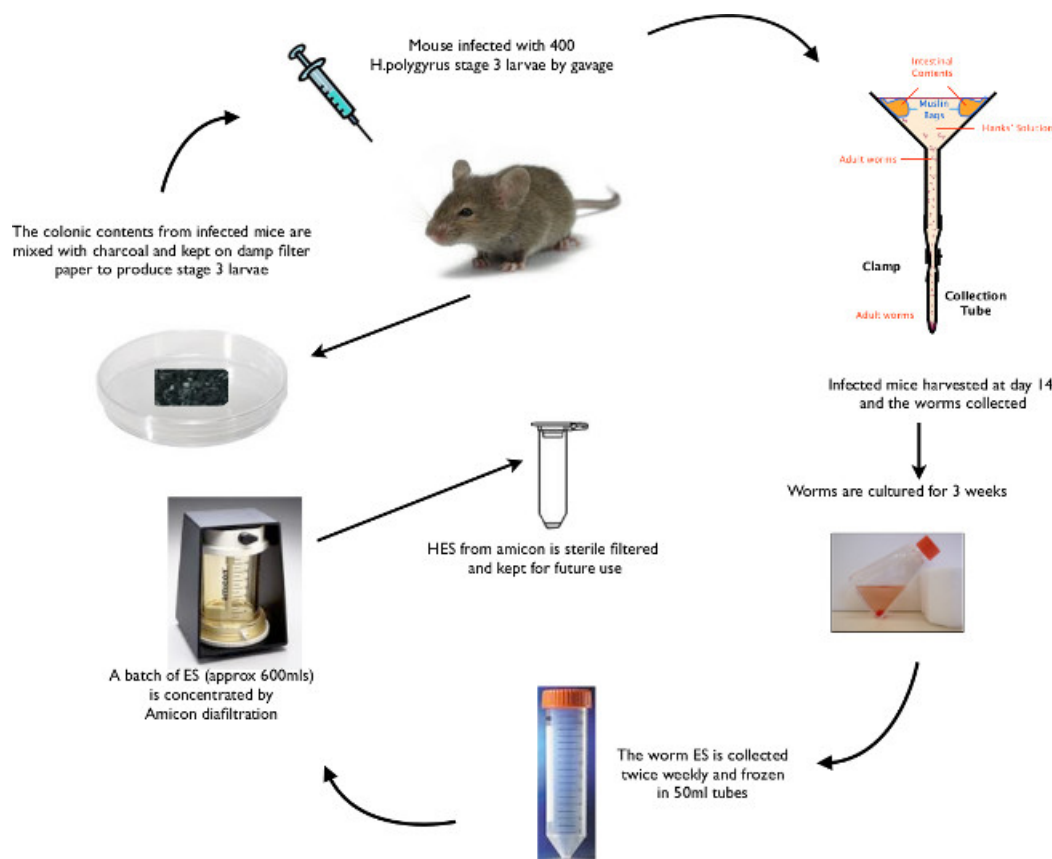 Mouse infected with 400
H.polygyrus stage 3 larvae by gavage
Intestinal
Contents
Muslin
Bags
Hanks' Solution
Adult worms
Clamp
Collection
Tube
Adult worms
The colonic contents from infected mice are
mixed with charcoal and kept on damp filter
paper to produce stage 3 larvae
Infected mice harvested at day 14
and the worms collected
Worms are cultured for 3 weeks
HES from amicon is sterile filtered
and kept for future use
AMICON
A batch of ES (approx 600mls)
is concentrated by
Amicon diafiltration
The worm ES is collected
twice weekly and frozen
in 50ml tubes